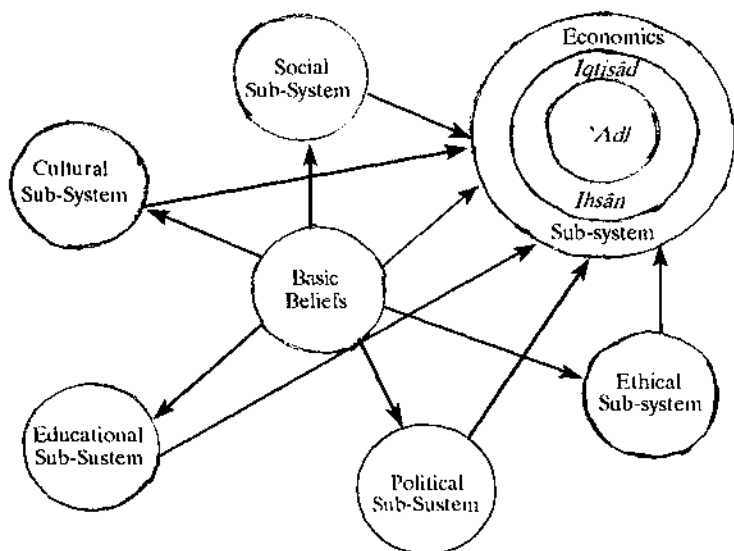 Social
Sub-System
Economics
Iqtisâd
`Adl
Ihsân
Sub-system
Cultural
Sub-System
Basic
Beliefs
Ethical
Sub-system
Educational
Sub-Sustem
Political
Sub-Sustem